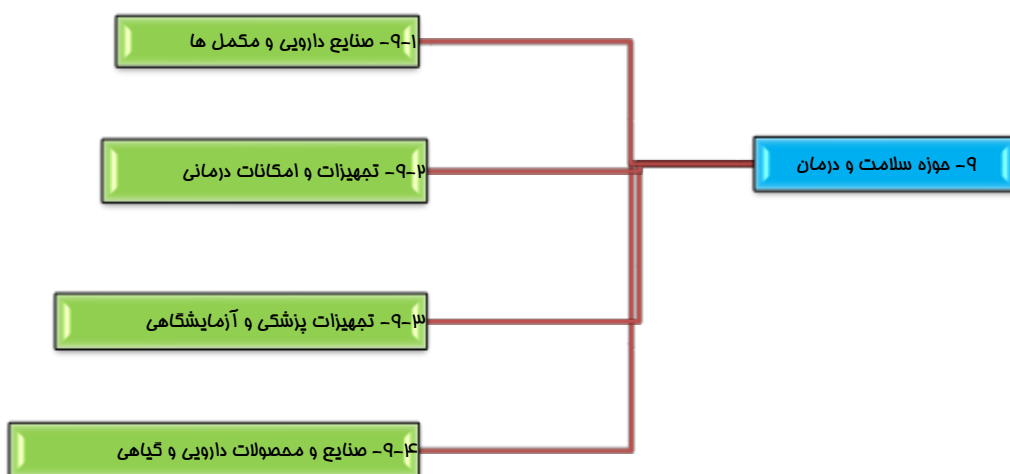 ۹- حوزه سلامت و درمان
۹-۱- صنایع دارویی و مکمل ها
۹-۲- تجهیزات و امکانات درمانی
۹-۳- تجهیزات پزشکی و آزمایشگاهی
۹-۴- صنایع و محصولات دارویی و گیاهی